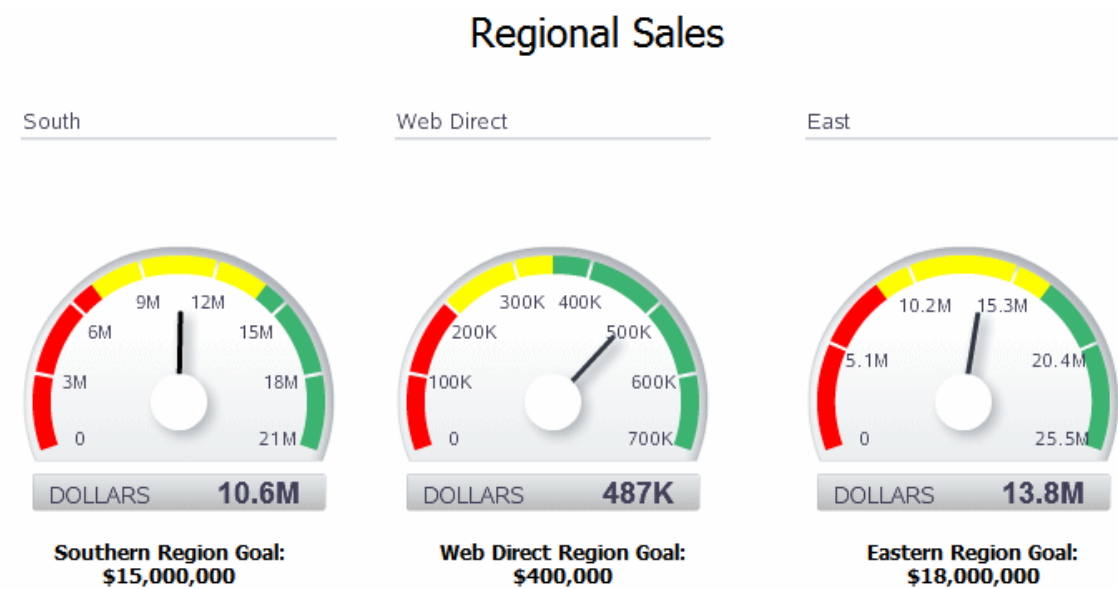 Regional Sales
South
Web Direct
East
0
3M
6M
9M
12M
15M
18M
21M
DOLLARS 10.6M
Southern Region Goal:
$15,000,000
0
100K
200K
300K
400K
500K
600K
700K
DOLLARS 487K
Web Direct Region Goal:
$400,000
0
5.1M
10.2M
15.3M
20.4M
25.5M
DOLLARS 13.8M
Eastern Region Goal:
$18,000,000